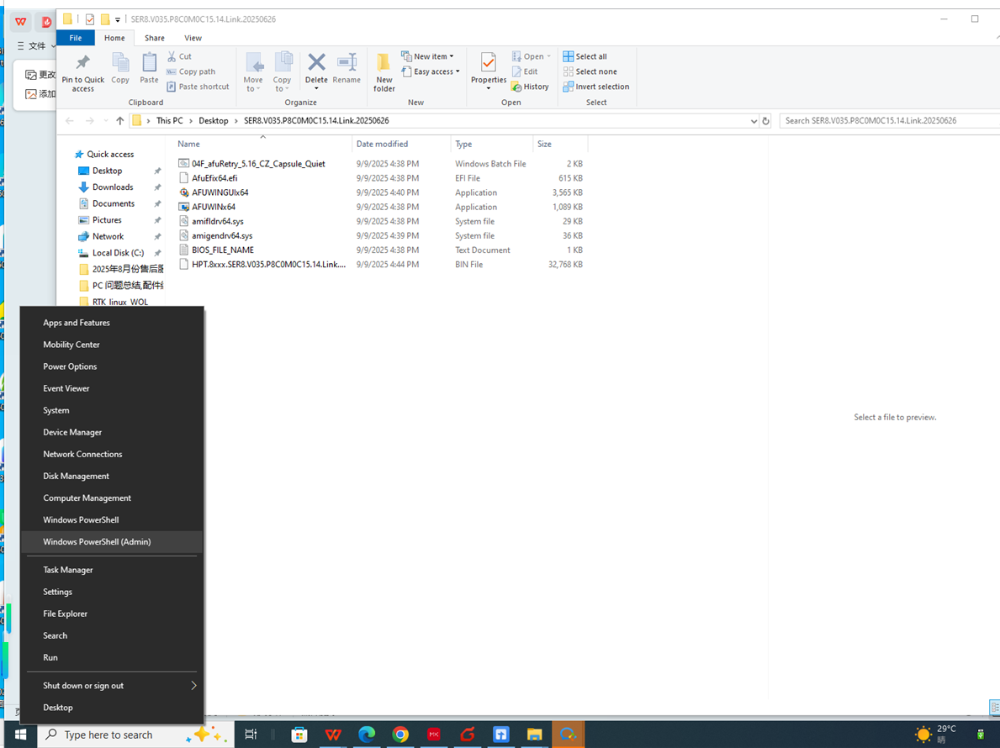 SER8.V035.P8C0M0C15.14.Link.20250626
File Home Share View
文件
更改
添加
Pin to Quick access
Copy
Paste
Cut
Copy path
Paste shortcut
Clipboard
Move to
Copy to
Delete
Rename
Organize
New folder
New item
Easy access
New
Properties
Open
Edit
History
Open
Select all
Select none
Invert selection
Select
This PC > Desktop > SER8.V035.P8C0M0C15.14.Link.20250626
Search SER8.V035.P8C0M0C15.14.Link.20250626
Quick access
Desktop
Downloads
Documents
Pictures
Network
Local Disk (C:)
2025年8月份售后服
PC 问题总结,配件
RTK_linux_WOL
Name Date modified Type Size
04F_afuRetry_5.16_CZ_Capsule_Quiet 9/9/2025 4:38 PM Windows Batch File 2 KB
AfuEfix64.efi 9/9/2025 4:38 PM EFI File 615 KB
AFUWINGUIx64 9/9/2025 4:40 PM Application 3,565 KB
AFUWINx64 9/9/2025 4:38 PM Application 1,089 KB
amifldrv64.sys 9/9/2025 4:38 PM System file 29 KB
amigendrv64.sys 9/9/2025 4:39 PM System file 36 KB
BIOS_FILE_NAME 9/9/2025 4:38 PM Text Document 1 KB
HPT.8xxx.SER8.V035.P8C0M0C15.14.Link.... 9/9/2025 4:44 PM BIN File 32,768 KB
Select a file to preview.
Apps and Features
Mobility Center
Power Options
Event Viewer
System
Device Manager
Network Connections
Disk Management
Computer Management
Windows PowerShell
Windows PowerShell (Admin)
Task Manager
Settings
File Explorer
Search
Run
Shut down or sign out
Desktop
Type here to search
29°C
晴